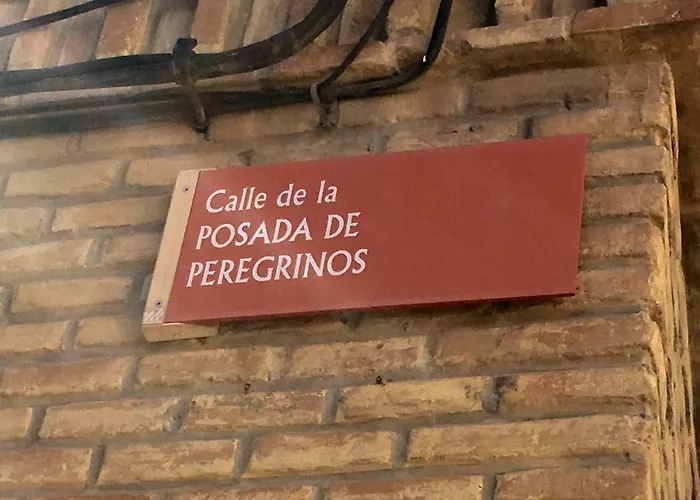 Calle de la
POSADA DE
PEREGRINOS